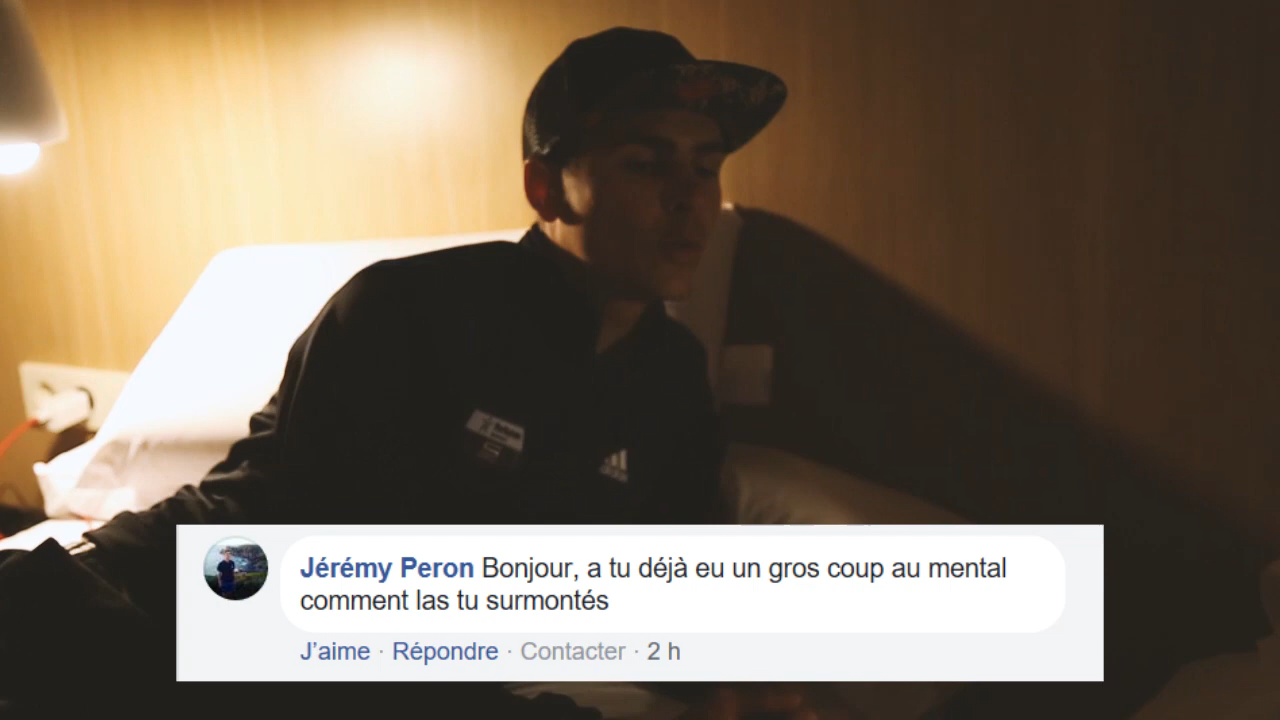 Jérémy Peron Bonjour, a tu déjà eu un gros coup au mental
comment las tu surmontés
J'aime · Répondre · Contacter · 2 h